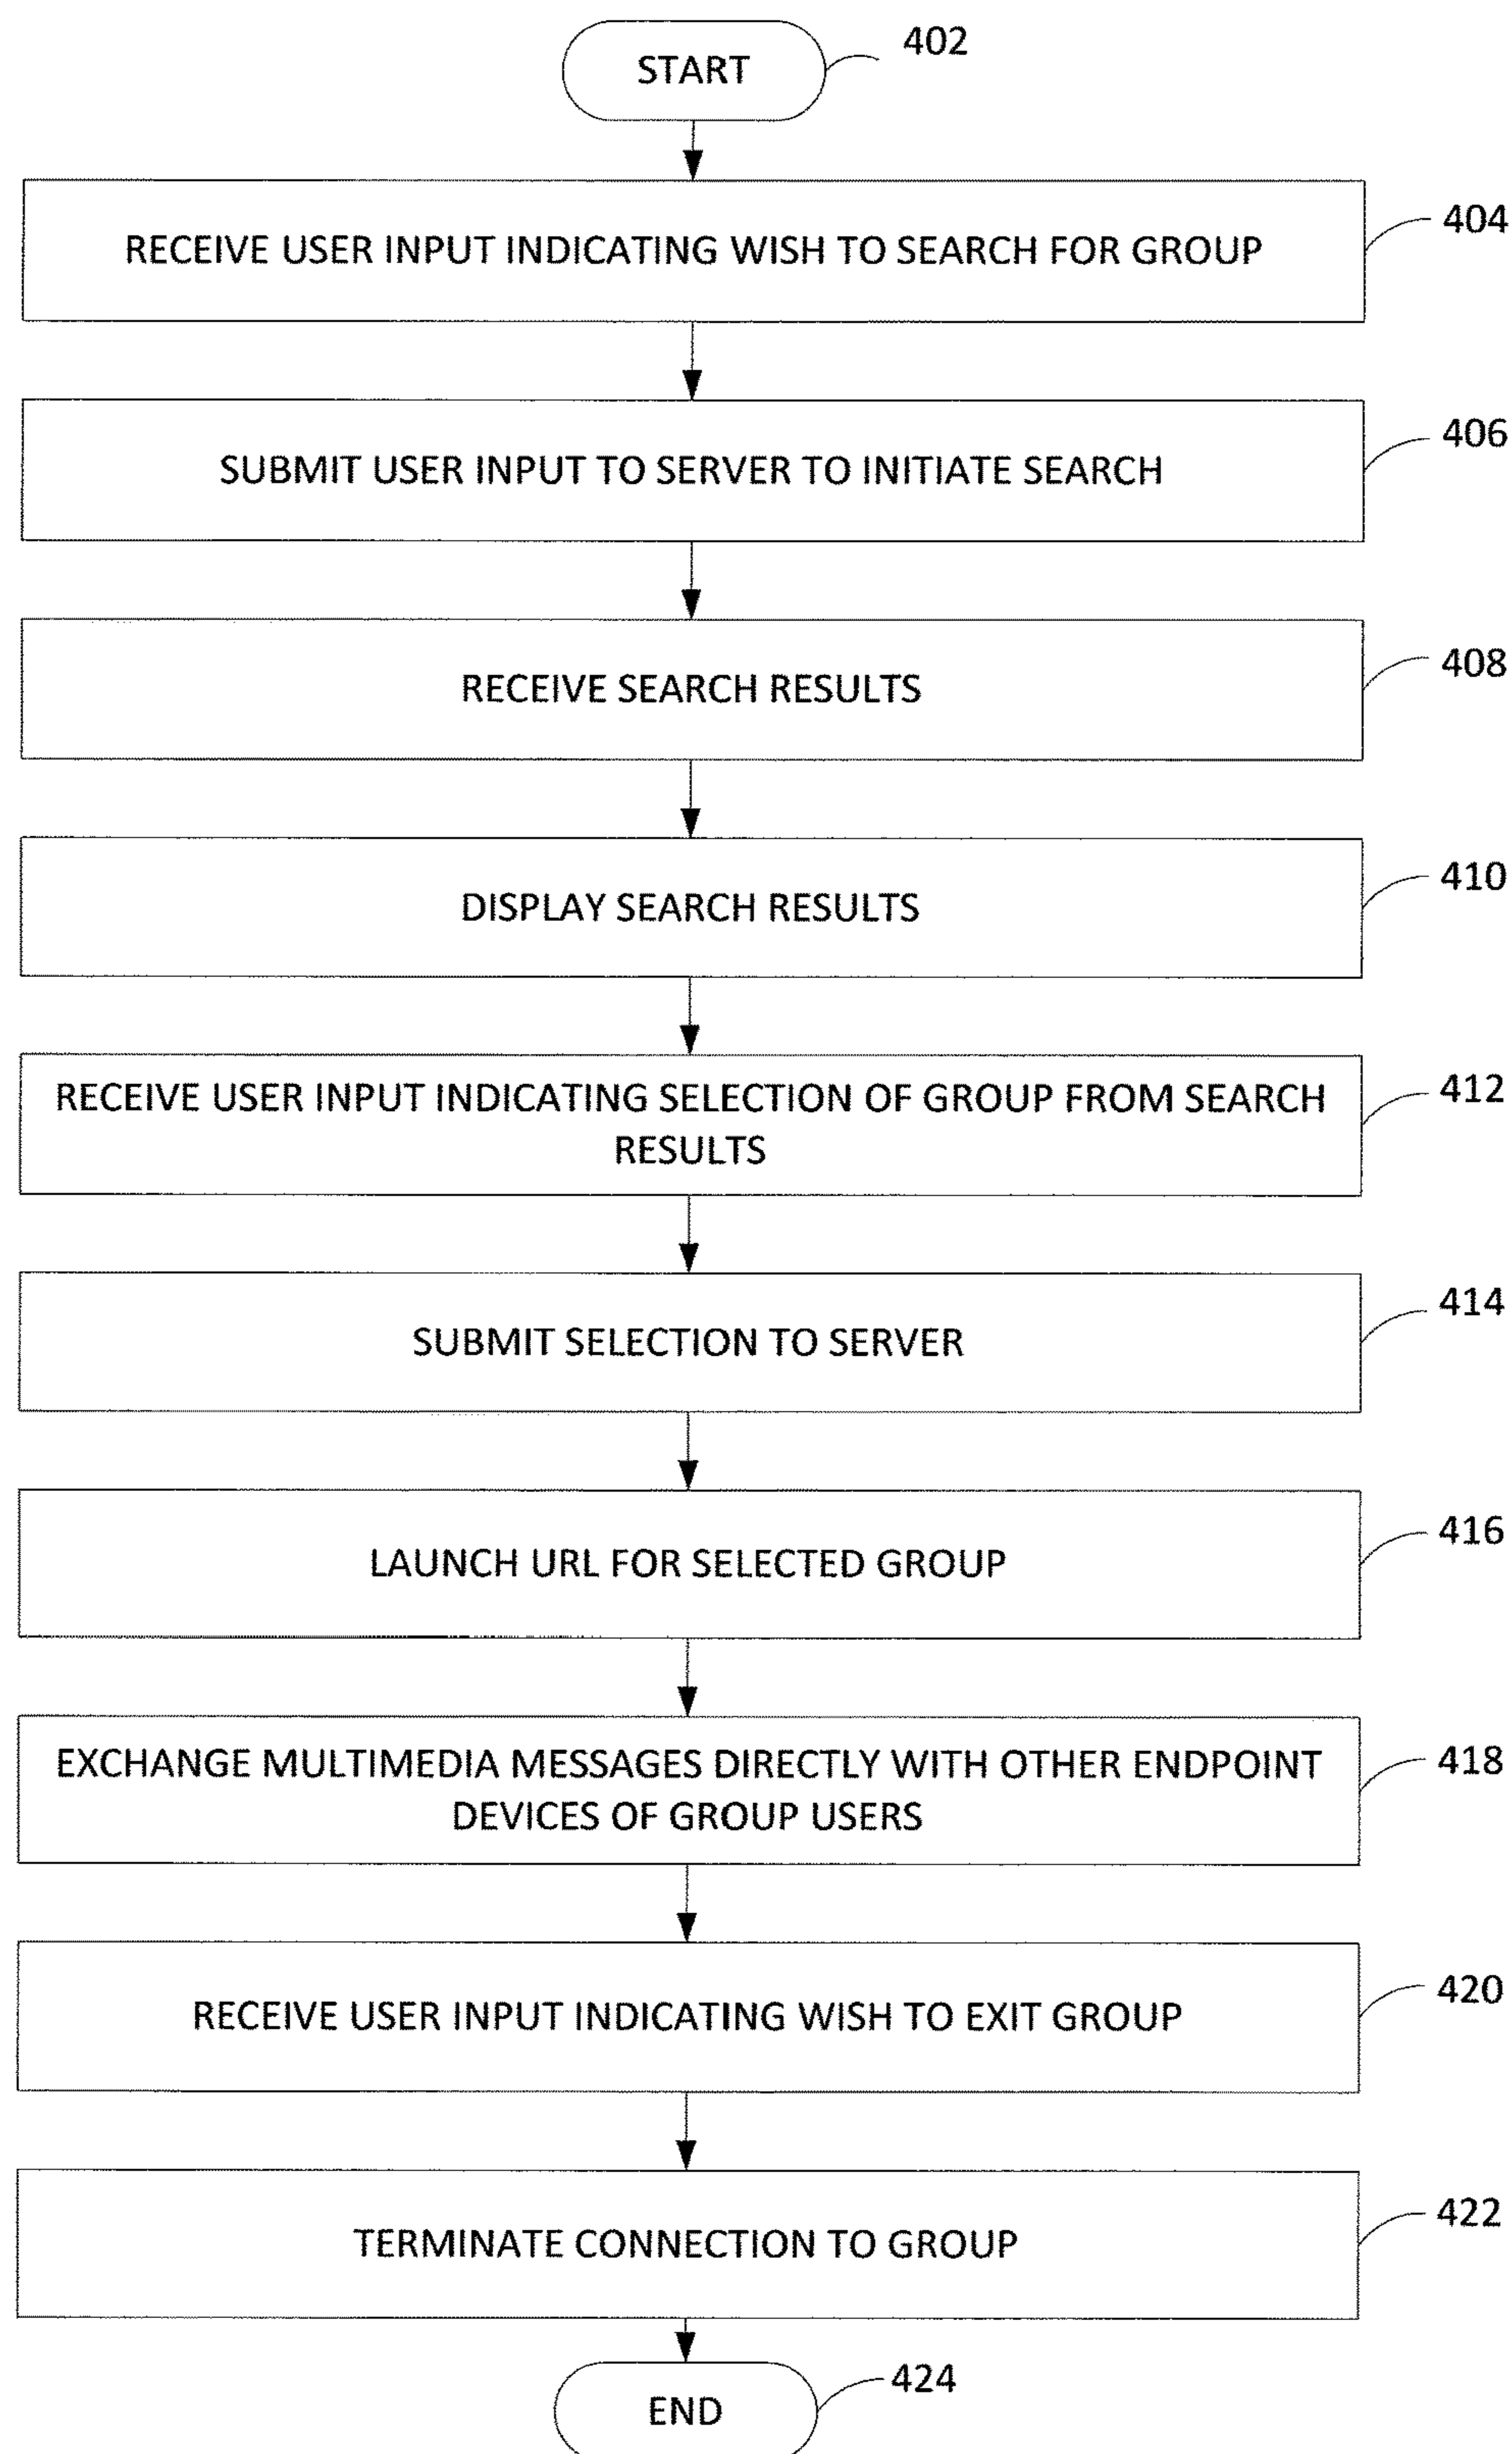 START
402
RECEIVE USER INPUT INDICATING WISH TO SEARCH FOR GROUP
404
SUBMIT USER INPUT TO SERVER TO INITIATE SEARCH
406
RECEIVE SEARCH RESULTS
408
DISPLAY SEARCH RESULTS
410
RECEIVE USER INPUT INDICATING SELECTION OF GROUP FROM SEARCH
RESULTS
412
SUBMIT SELECTION TO SERVER
414
LAUNCH URL FOR SELECTED GROUP
416
EXCHANGE MULTIMEDIA MESSAGES DIRECTLY WITH OTHER ENDPOINT
DEVICES OF GROUP USERS
418
RECEIVE USER INPUT INDICATING WISH TO EXIT GROUP
420
TERMINATE CONNECTION TO GROUP
422
END
424